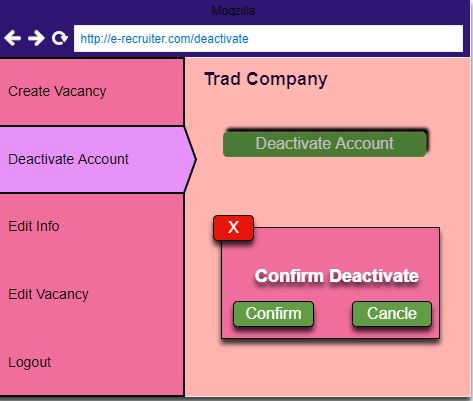 Moqzilla
http://e-recruiter.com/deactivate
Create Vacancy
Deactivate Account
Edit Info
Edit Vacancy
Logout
Trad Company
Deactivate Account
X
Confirm Deactivate
Confirm
Cancle